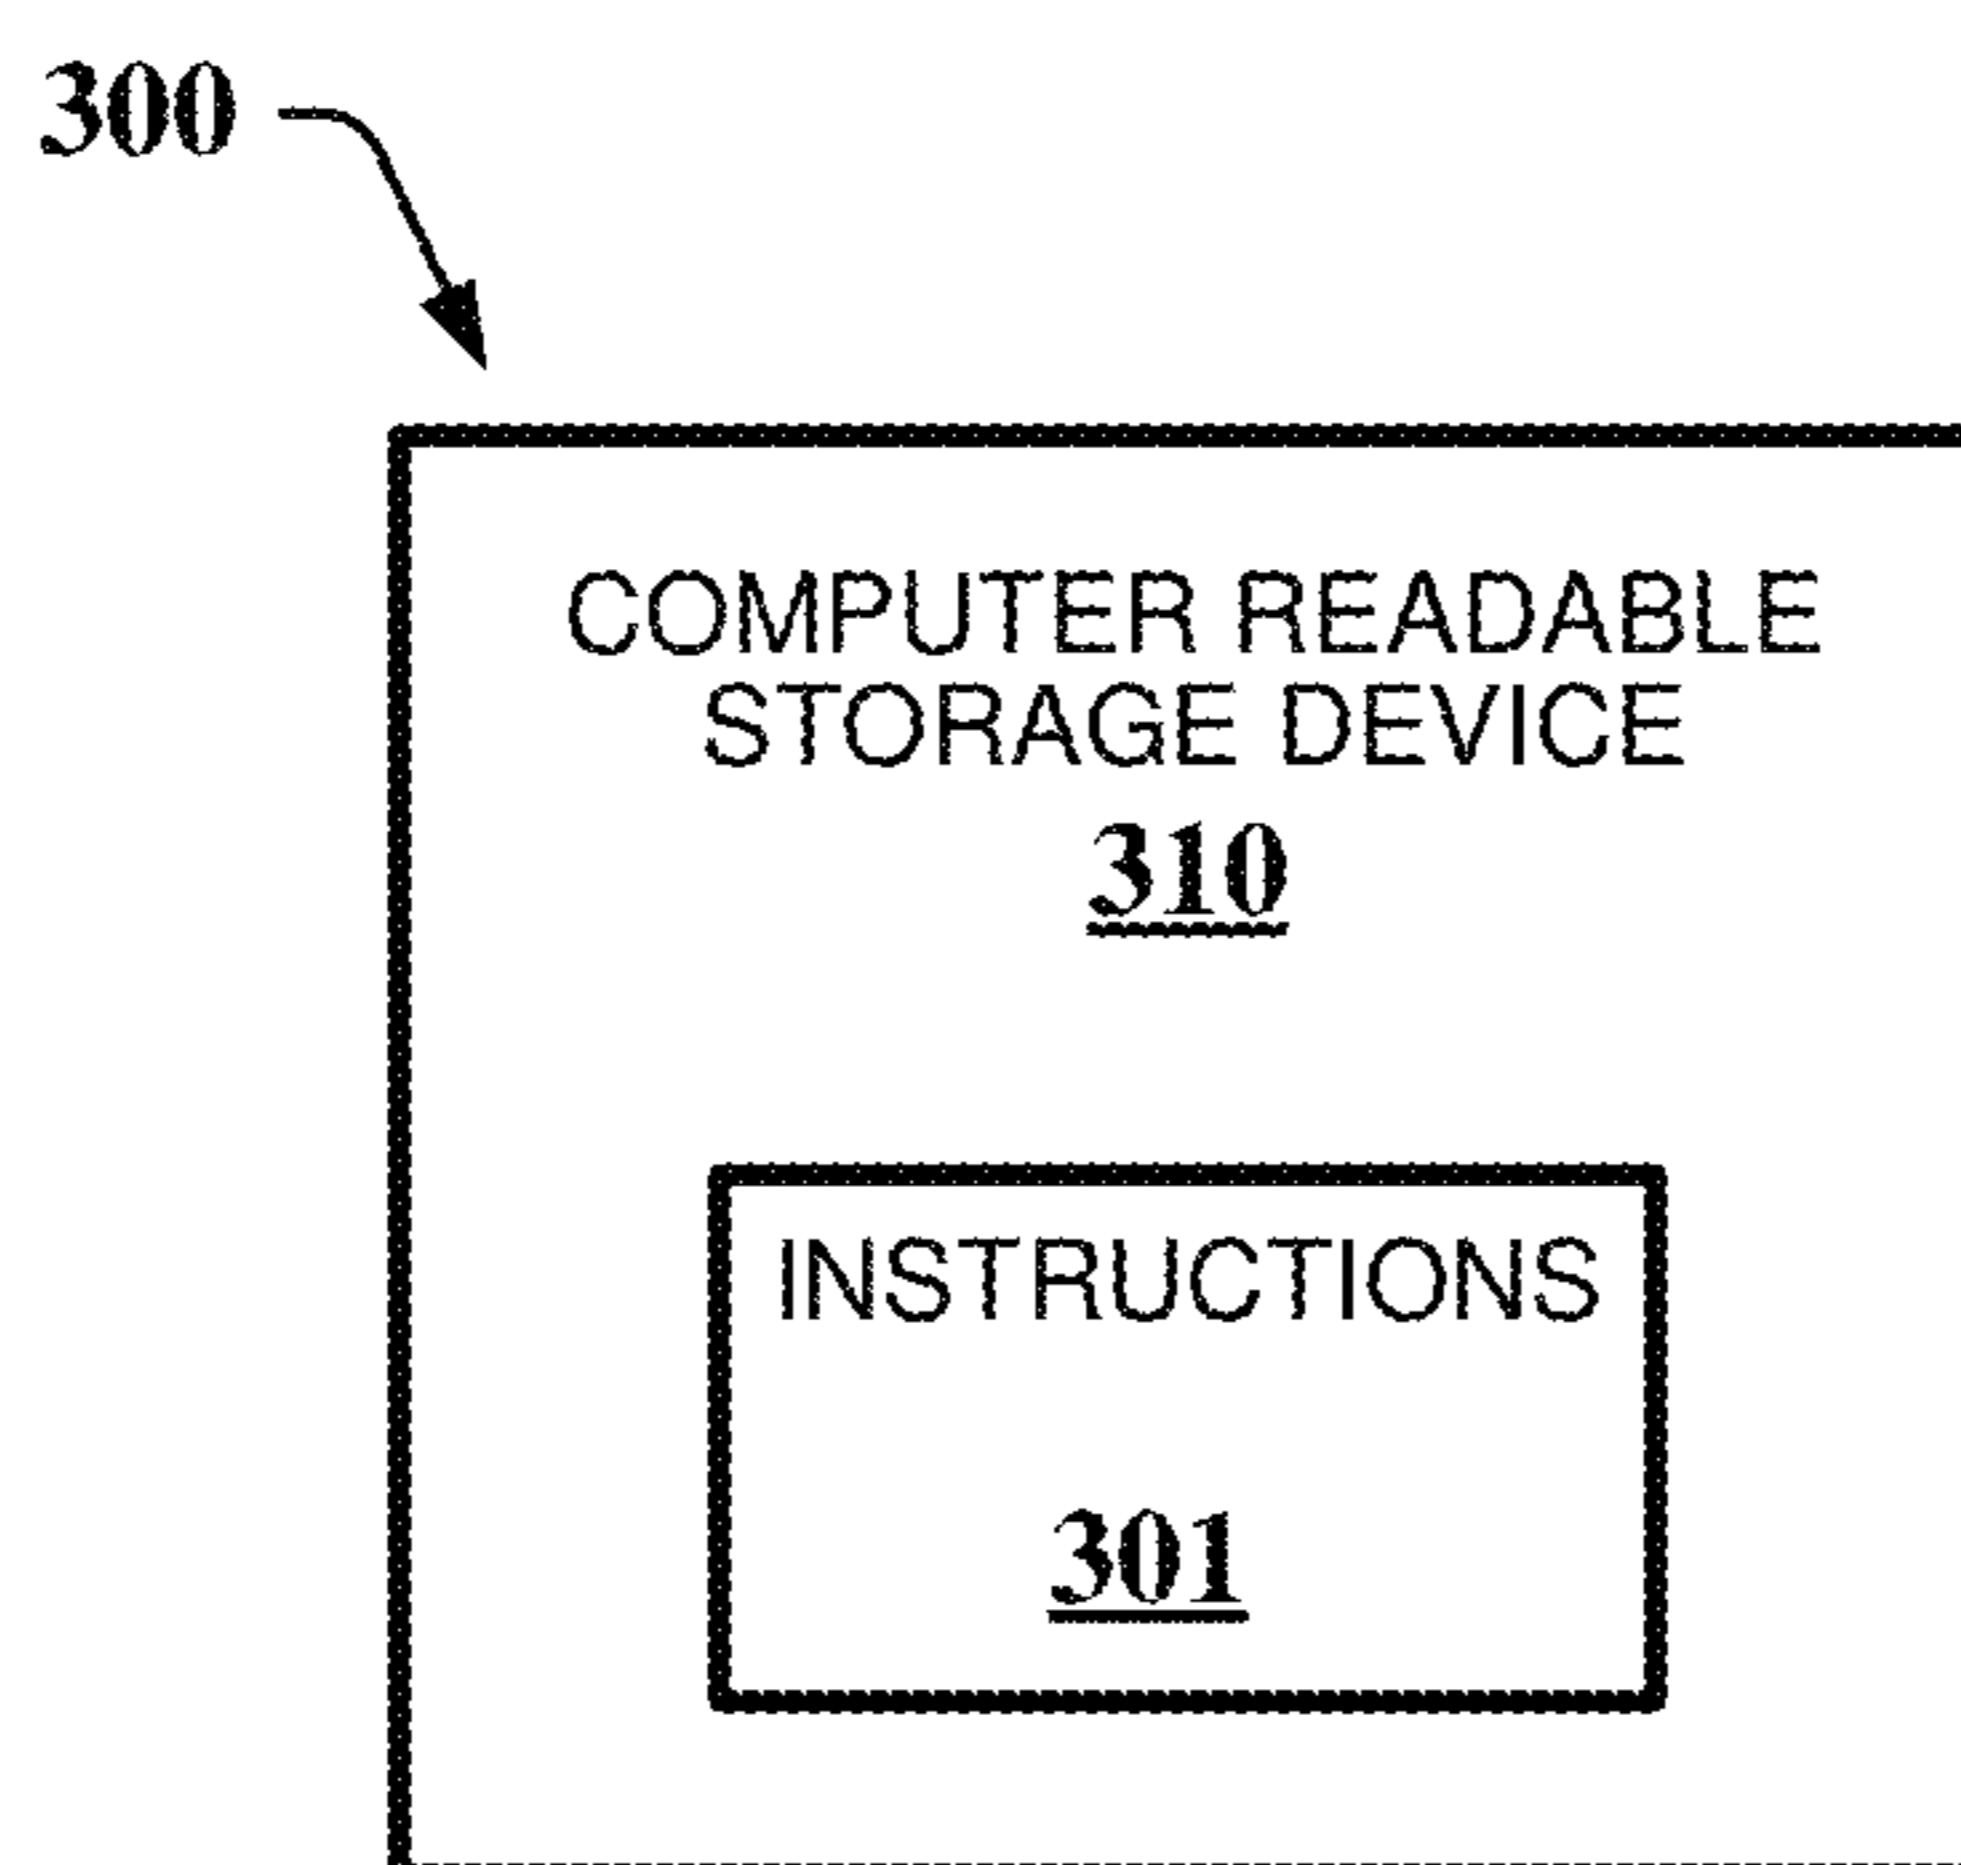 300
COMPUTER READABLE
STORAGE DEVICE
310
INSTRUCTIONS
301